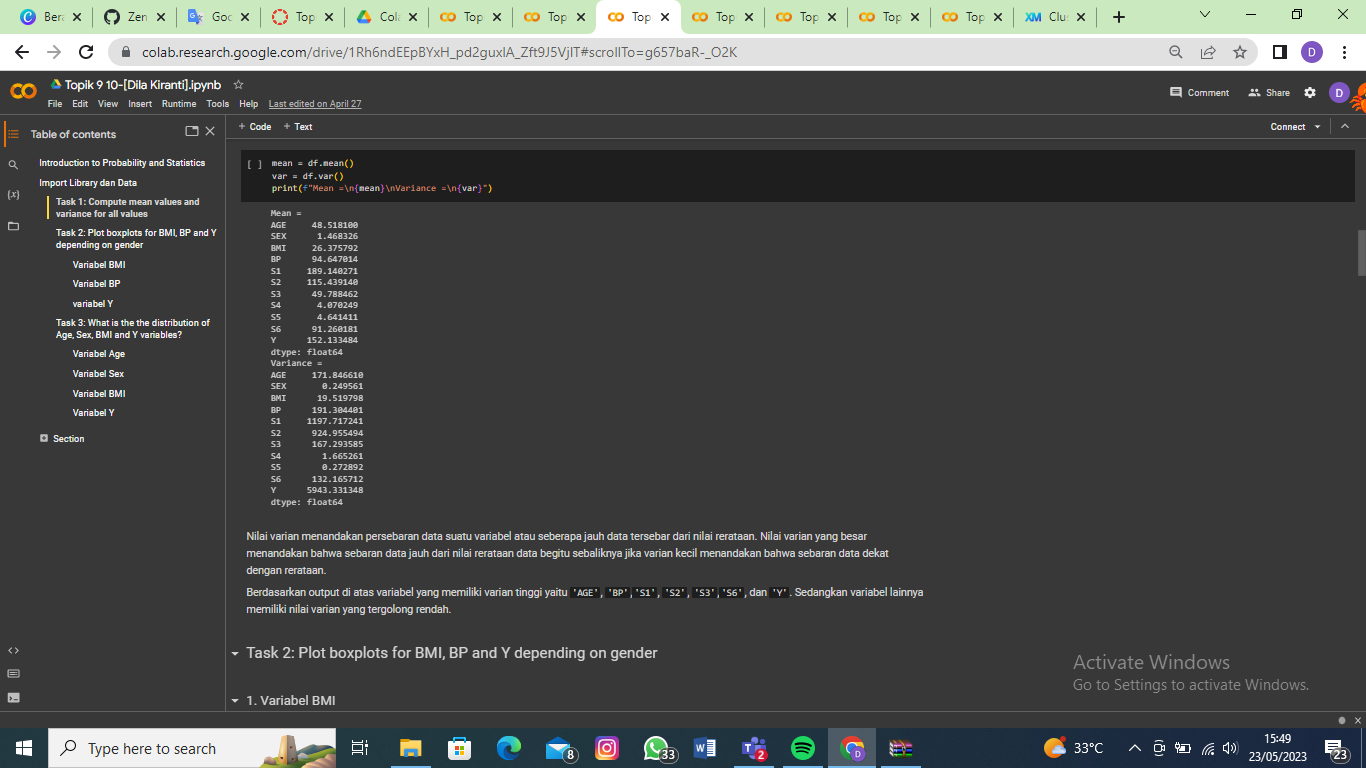 Bera
Zen
Goo
Top
Col
Top
Top
Top
Top
Top
Top
Top
XM Clu
colab.research.google.com/drive/1Rh6ndEEpBYxH_pd2guxlA_Zft9J5VjIT#scrollTo=g657baR-_O2K
D
Topik 9 10-[Dila Kiranti].ipynb
File Edit View Insert Runtime Tools Help Last edited on April 27
Comment Share D
Table of contents
+ Code + Text
Connect
Introduction to Probability and Statistics
Import Library dan Data
Task 1: Compute mean values and
variance for all values
Task 2: Plot boxplots for BMI, BP and Y
depending on gender
Variabel BMI
Variabel BP
variabel Y
Task 3: What is the the distribution of
Age, Sex, BMI and Y variables?
Variabel Age
Variabel Sex
Variabel BMI
Variabel Y
Section
{x}
[ ] mean = df.mean()
var = df.var()
print(f"Mean =\n{mean}\nVariance =\n{var}")
Mean =
AGE 48.518100
SEX 1.468326
BMI 26.375792
BP 94.647014
S1 189.140271
S2 115.439140
S3 49.788462
S4 4.070249
S5 4.641411
S6 91.260181
Y 152.133484
dtype: float64
Variance =
AGE 171.846610
SEX 0.249561
BMI 19.519798
BP 191.304401
S1 1197.717241
S2 924.955494
S3 167.293585
S4 1.665261
S5 0.272892
S6 132.165712
Y 5943.331348
dtype: float64
Nilai varian menandakan persebaran data suatu variabel atau seberapa jauh data tersebar dari nilai rerataan. Nilai varian yang besar
menandakan bahwa sebaran data jauh dari nilai rerataan data begitu sebaliknya jika varian kecil menandakan bahwa sebaran data dekat
dengan rerataan.
Berdasarkan output di atas variabel yang memiliki varian tinggi yaitu 'AGE', 'BP','S1', 'S2', 'S3','S6', dan 'Y'. Sedangkan variabel lainnya
memiliki nilai varian yang tergolong rendah.
Task 2: Plot boxplots for BMI, BP and Y depending on gender
1. Variabel BMI
Activate Windows
Go to Settings to activate Windows.
Type here to search
8
33
2
D
33°C
15:49
23/05/2023
23